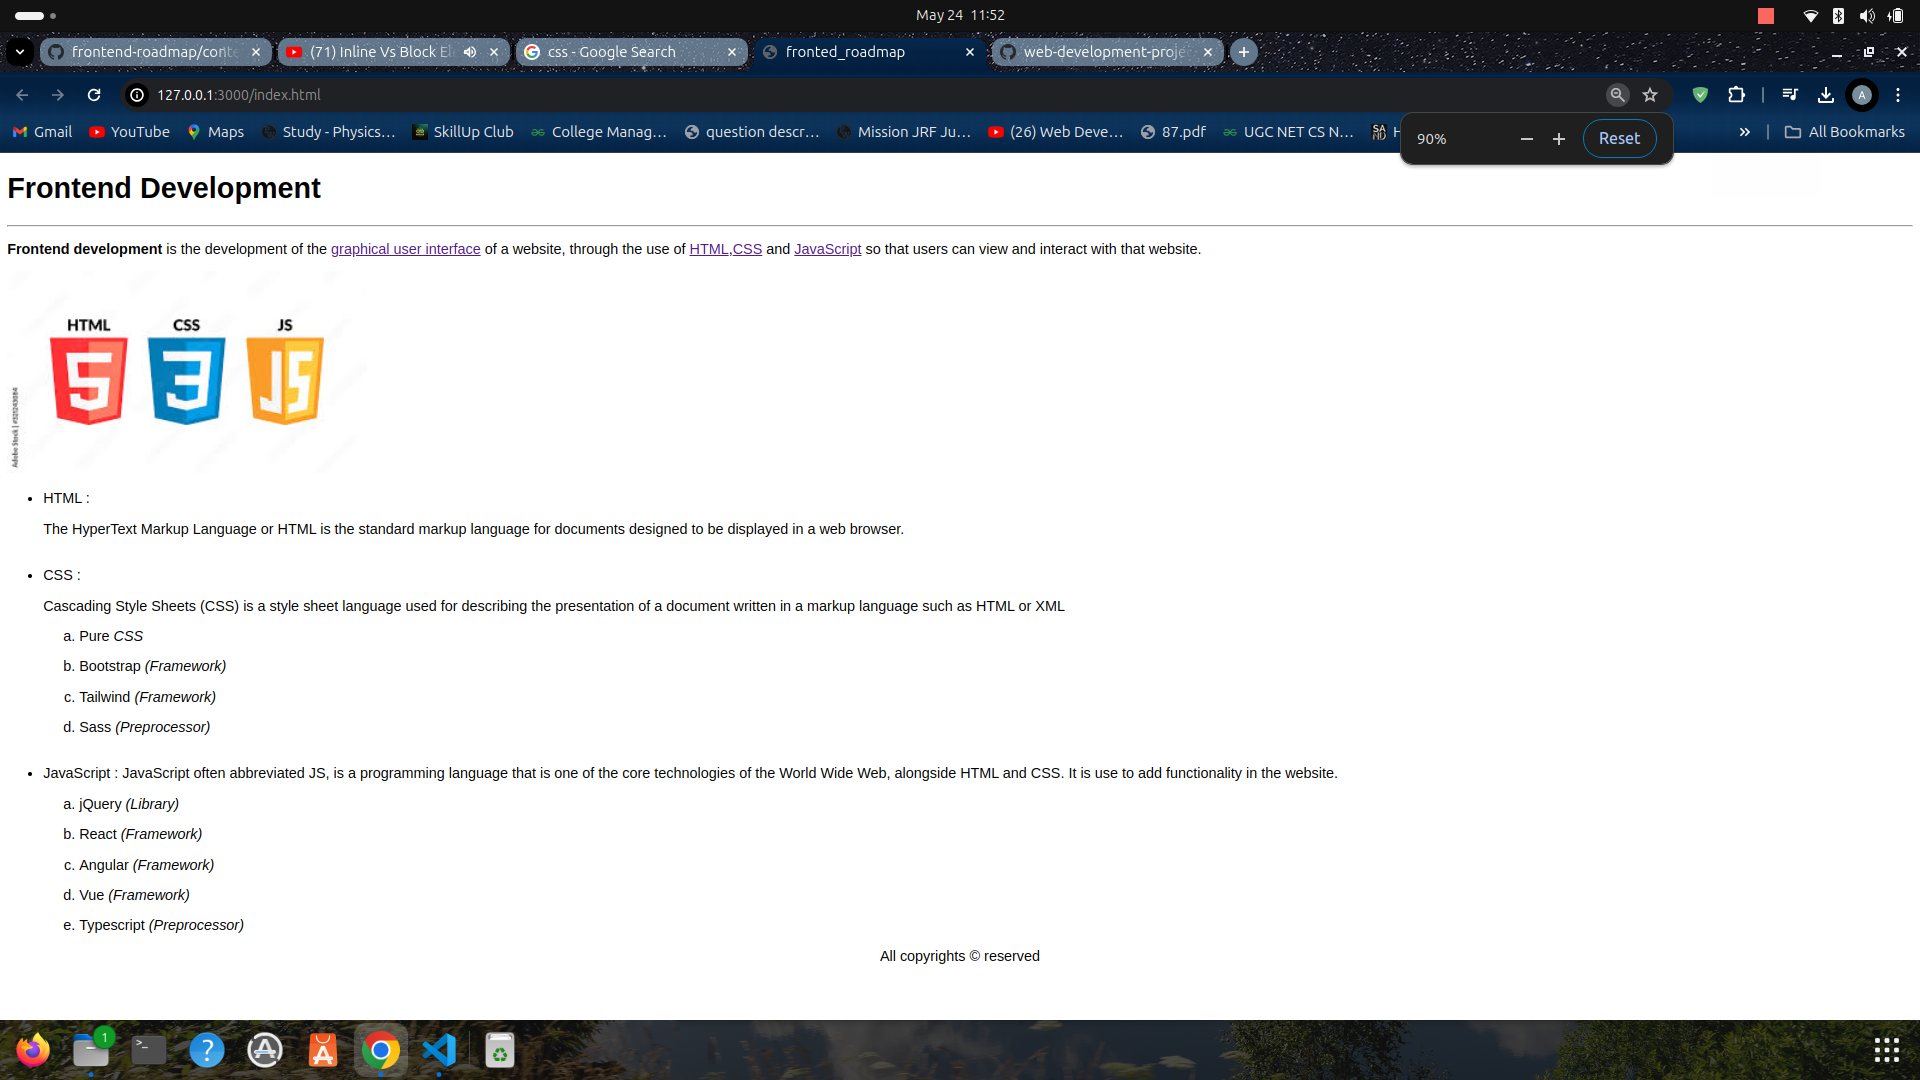 May 24 11:52
frontend-roadmap/conte
(71) Inline Vs Block El
css - Google Search
fronted_roadmap
web-development-proje
127.0.0.1:3000/index.html
Gmail
YouTube
Maps
Study - Physics...
SkillUp Club
College Manag...
question descr...
Mission JRF Ju...
(26) Web Deve...
87.pdf
UGC NET CS N...
H
All Bookmarks
90%
Reset
A
Frontend Development
Frontend development is the development of the graphical user interface of a website, through the use of HTML,CSS and JavaScript so that users can view and interact with that website.
HTML CSS JS
5 3 JS
Adobe Stock | #321243084
• HTML :
The HyperText Markup Language or HTML is the standard markup language for documents designed to be displayed in a web browser.
• CSS :
Cascading Style Sheets (CSS) is a style sheet language used for describing the presentation of a document written in a markup language such as HTML or XML
a. Pure CSS
b. Bootstrap (Framework)
c. Tailwind (Framework)
d. Sass (Preprocessor)
• JavaScript : JavaScript often abbreviated JS, is a programming language that is one of the core technologies of the World Wide Web, alongside HTML and CSS. It is use to add functionality in the website.
a. jQuery (Library)
b. React (Framework)
c. Angular (Framework)
d. Vue (Framework)
e. Typescript (Preprocessor)
All copyrights © reserved
1